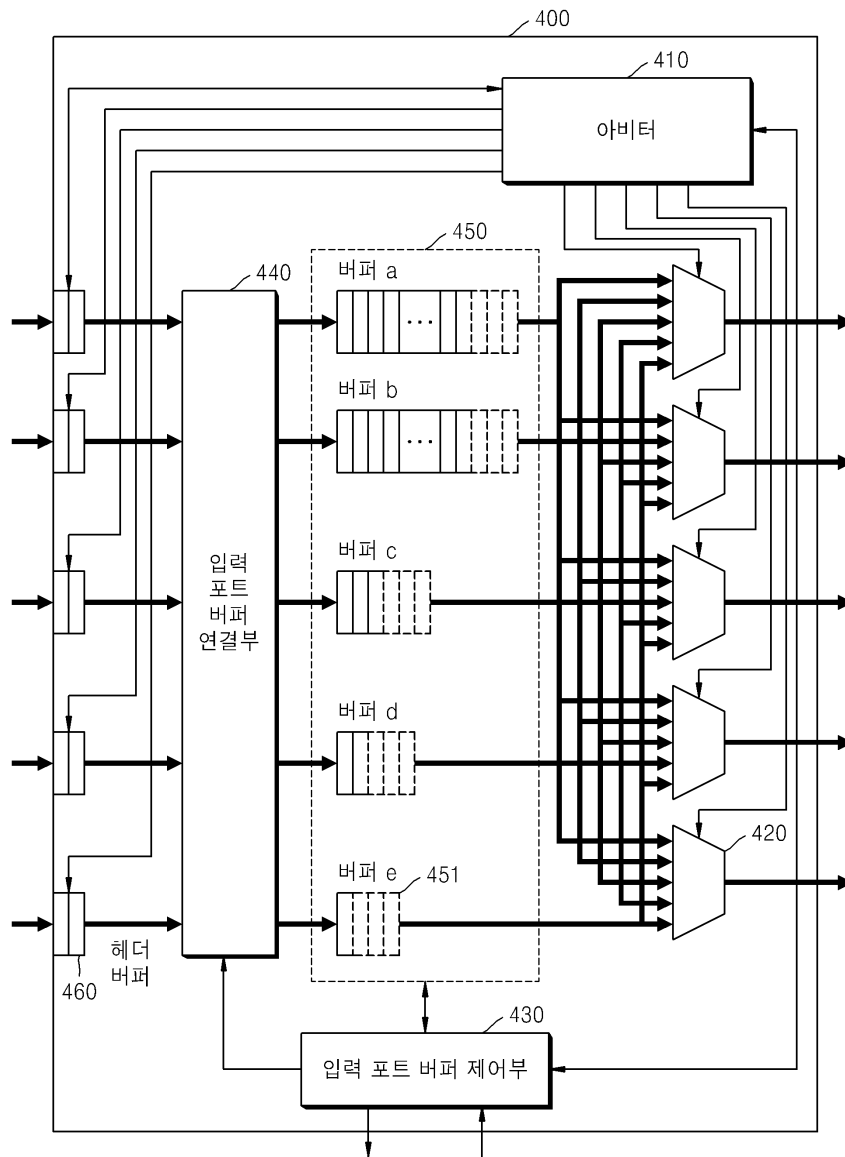 400
410
아비터
450
440
버퍼 a
...
버퍼 b
...
입력
포트
버퍼
연결부
버퍼 c
버퍼 d
420
버퍼 e
451
헤더
버퍼
460
430
입력 포트 버퍼 제어부